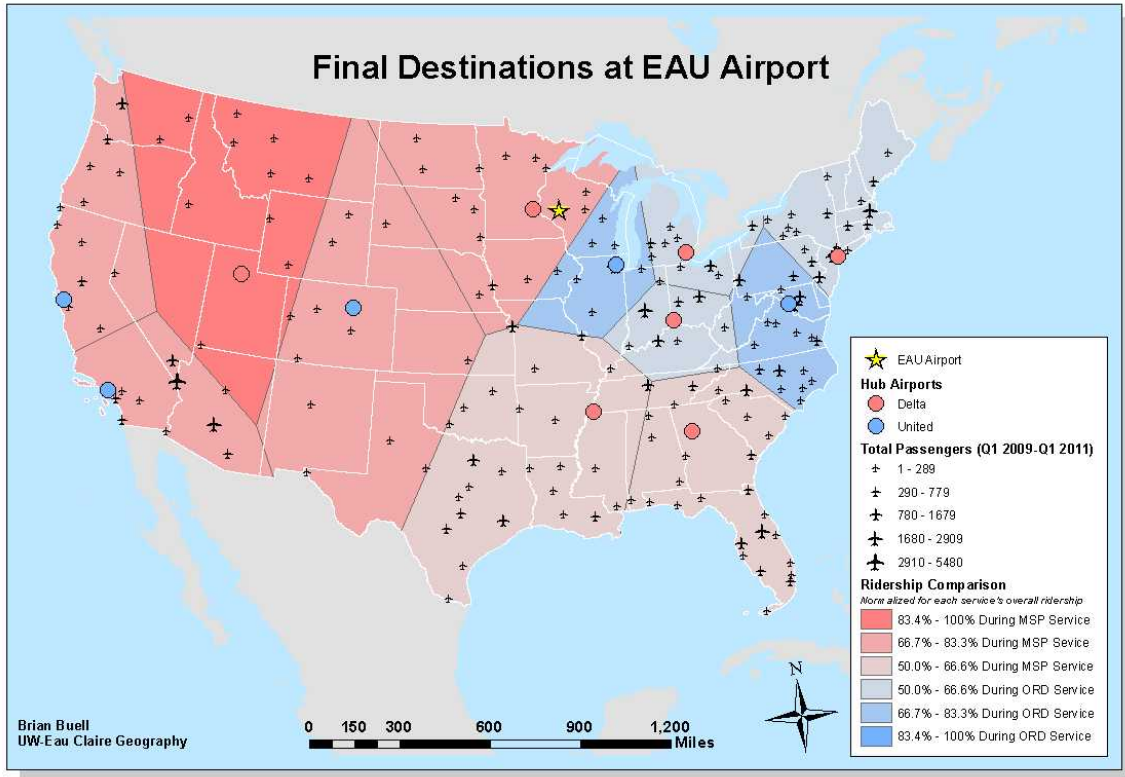 Final Destinations at EAU Airport
EAU Airport
Hub Airports
Delta
United
Total Passengers (Q1 2009-Q1 2011)
1 - 289
290 - 779
780 - 1679
1680 - 2909
2910 - 5480
Ridership Comparison
Normalized for each service's overall ridership
83.4% - 100% During MSP Service
66.7% - 83.3% During MSP Service
50.0% - 66.6% During MSP Service
50.0% - 66.6% During ORD Service
66.7% - 83.3% During ORD Service
83.4% - 100% During ORD Service
N
Brian Buell
UW-Eau Claire Geography
0 150 300 600 900 1,200
Miles